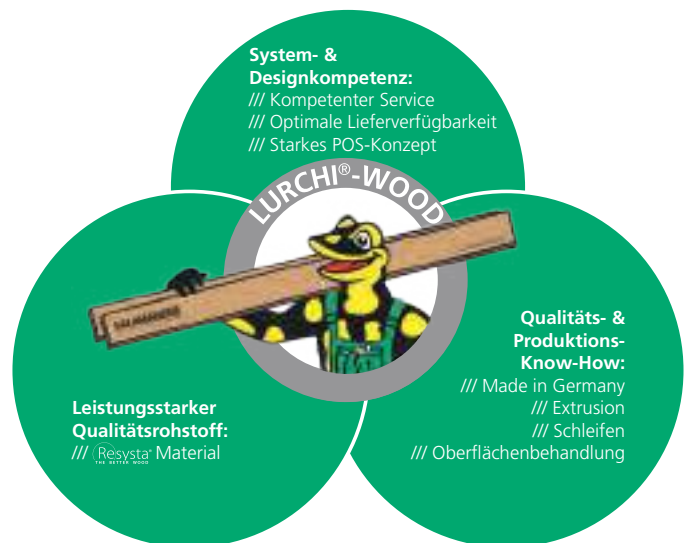 System- &
Designkompetenz:
/// Kompetenter Service
/// Optimale Lieferverfügbarkeit
/// Starkes POS-Konzept
LURCHI®-WOOD
Qualitäts- &
Produktions-
Know-How:
/// Made in Germany
/// Extrusion
/// Schleifen
/// Oberflächenbehandlung
Leistungsstarker
Qualitätsrohstoff:
/// Resysta® Material
THE BETTER WOOD